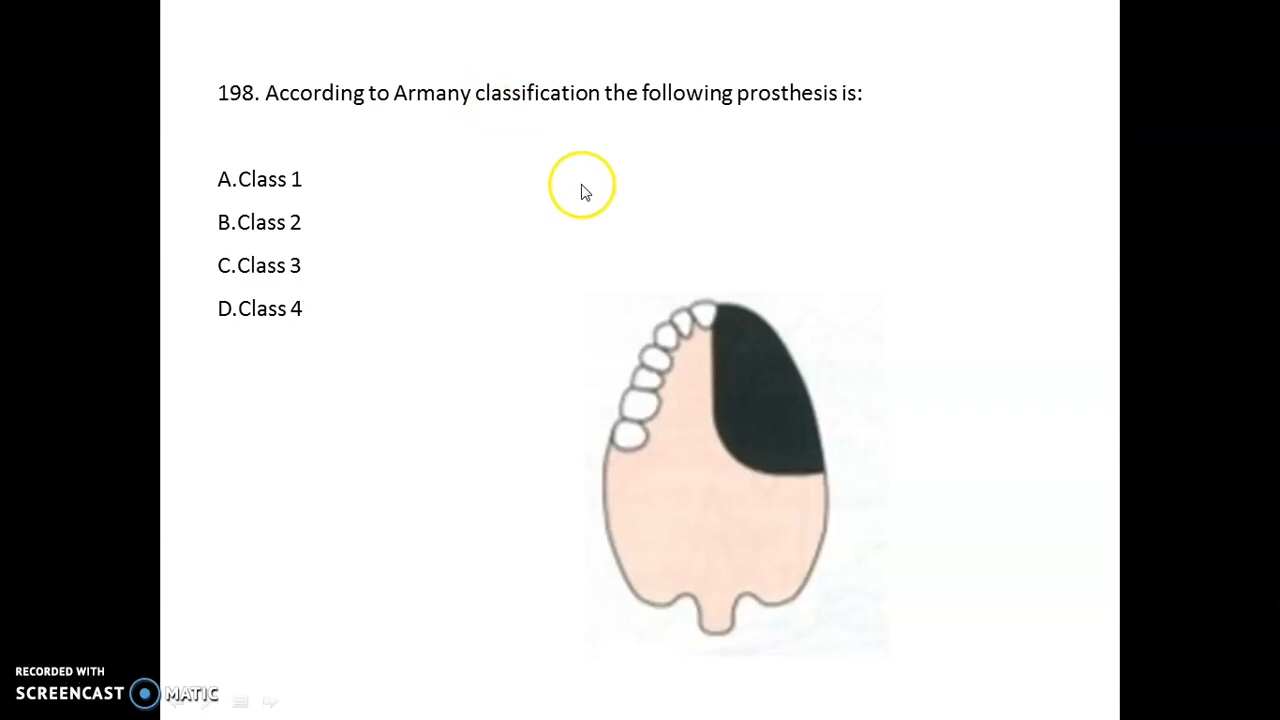 198. According to Armany classification the following prosthesis is:
A.Class 1
B.Class 2
C.Class 3
D.Class 4
RECORDED WITH
SCREENCAST MATIC